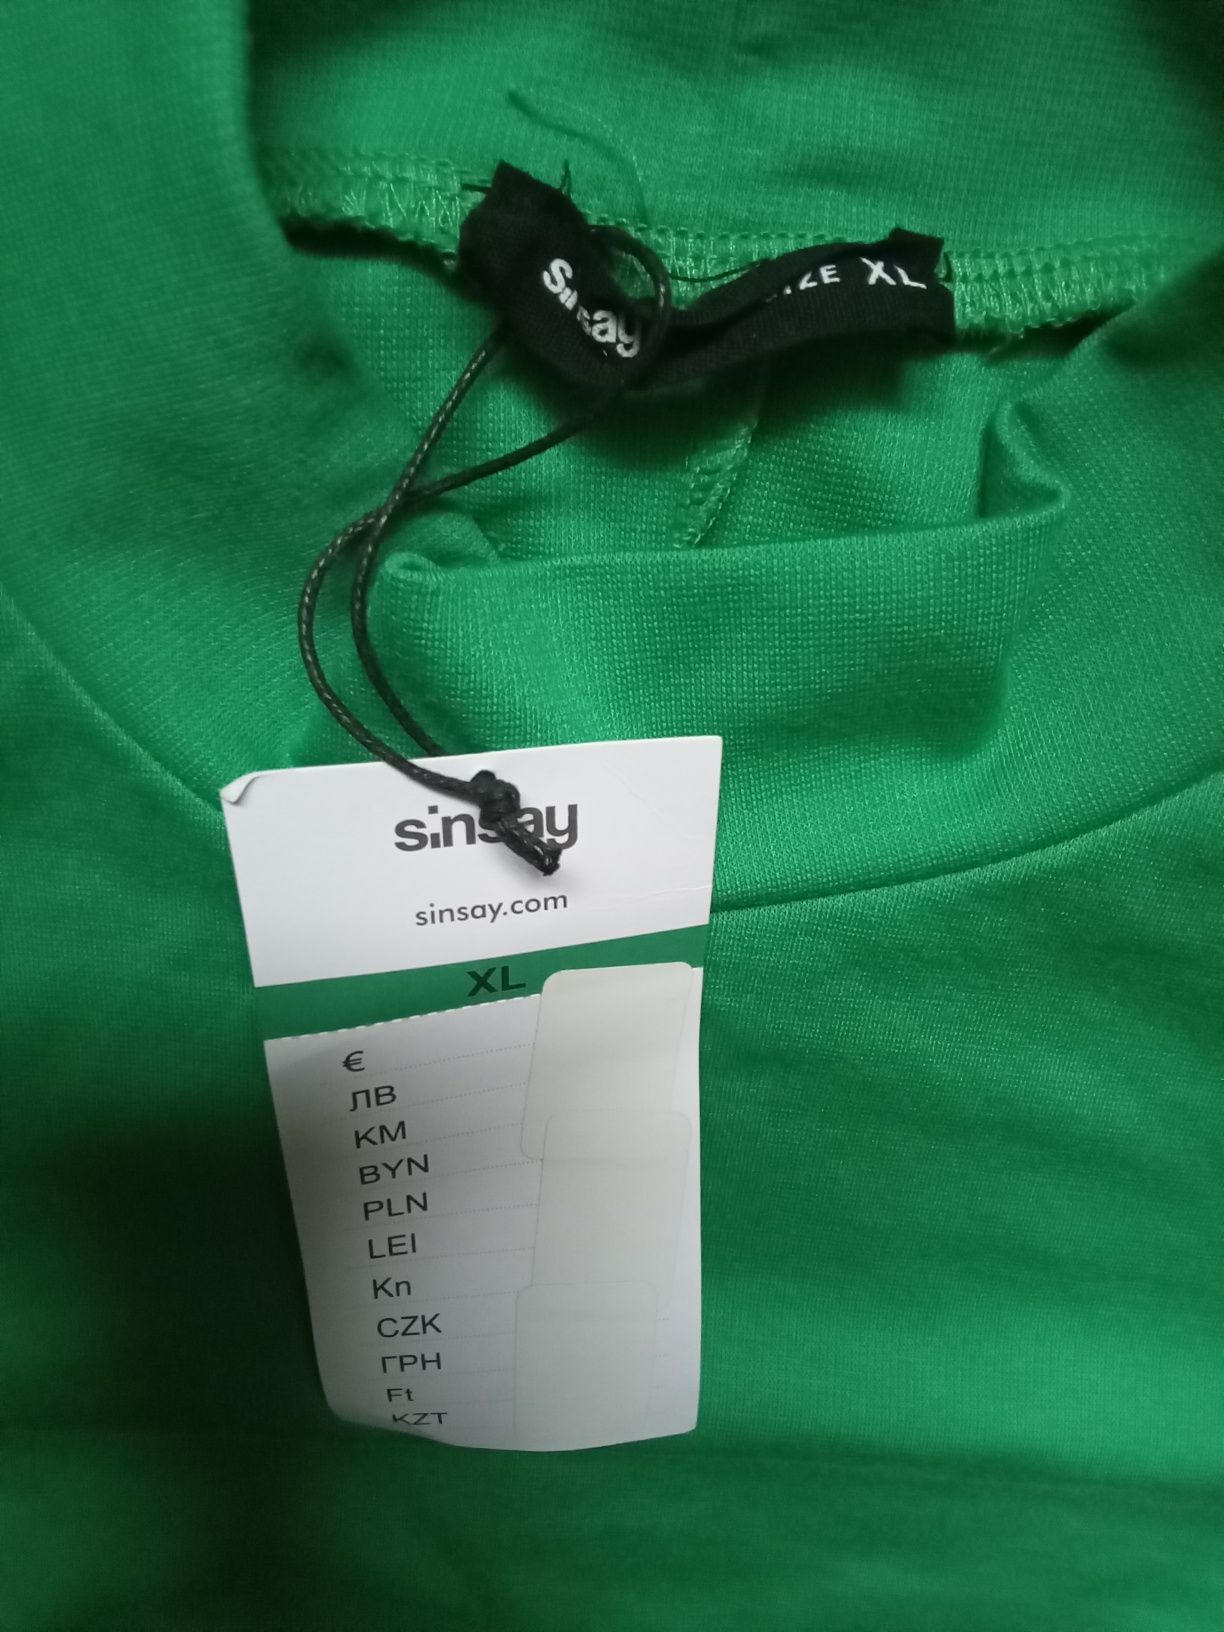 sinsay
SIZE XL
sinsay
sinsay.com
XL
€
ЛВ
KM
BYN
PLN
LEI
Kn
CZK
ГРН
Ft
KZT